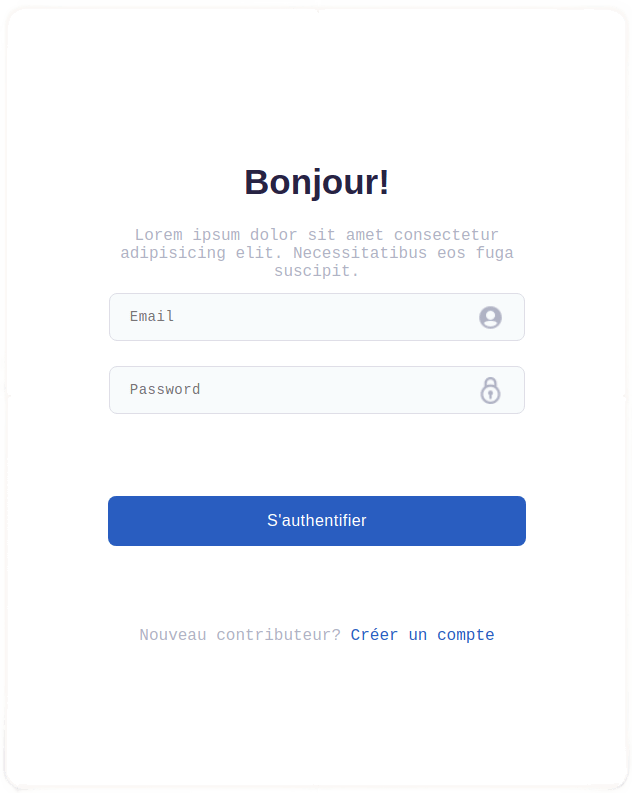 Bonjour!
Lorem ipsum dolor sit amet consectetur
adipisicing elit. Necessitatibus eos fuga
suscipit.
Email
Password
S'authentifier
Nouveau contributeur? Créer un compte